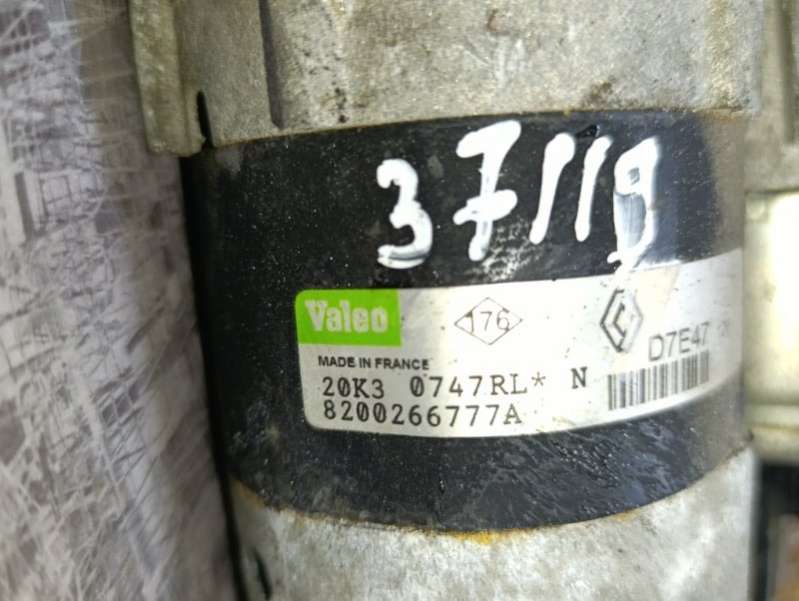 37119
Valeo
176
D7E47
MADE IN FRANCE
20K3 0747RL* N
8200266777A